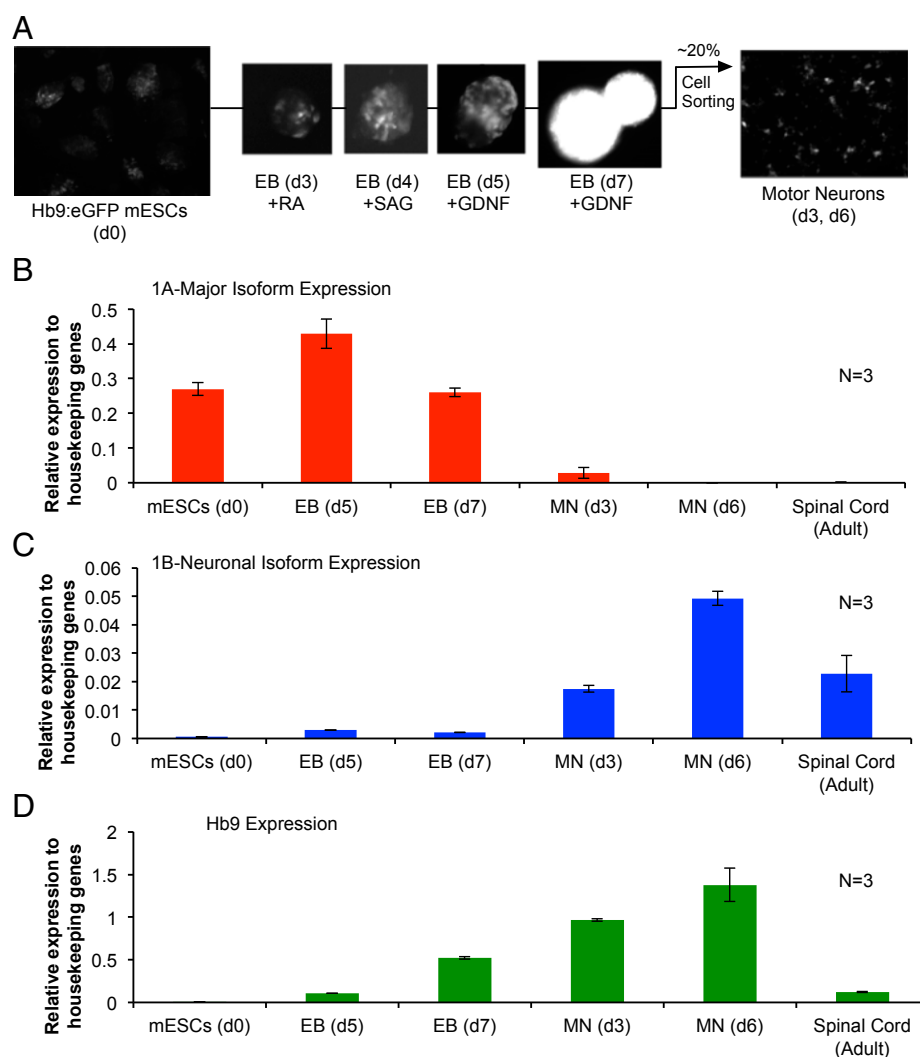 A
~20%
Cell
Sorting
EB (d3)
+RA
EB (d4)
+SAG
EB (d5)
+GDNF
EB (d7)
+GDNF
Hb9:eGFP mESCs
(d0)
Motor Neurons
(d3, d6)
B
1A-Major Isoform Expression
Relative expression to
housekeeping genes
0.5
0.4
0.3
0.2
0.1
0
N=3
mESCs (d0) EB (d5) EB (d7) MN (d3) MN (d6) Spinal Cord
(Adult)
C
1B-Neuronal Isoform Expression
Relative expression to
housekeeping genes
0.06
0.05
0.04
0.03
0.02
0.01
0
N=3
mESCs (d0) EB (d5) EB (d7) MN (d3) MN (d6) Spinal Cord
(Adult)
D
Hb9 Expression
Relative expression to
housekeeping genes
2
1.5
1
0.5
0
N=3
mESCs (d0) EB (d5) EB (d7) MN (d3) MN (d6) Spinal Cord
(Adult)